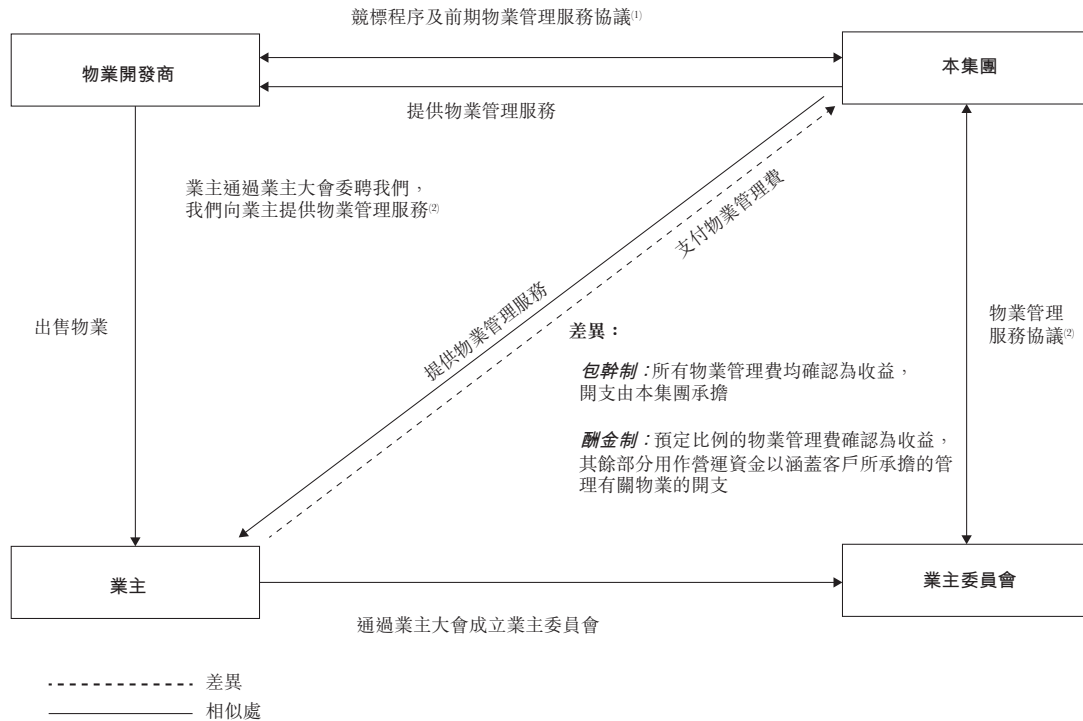 競標程序及前期物業管理服務協議⁽¹⁾
物業開發商
本集團
提供物業管理服務
業主通過業主大會委聘我們，
我們向業主提供物業管理服務⁽²⁾
支付物業管理費
提供物業管理服務
出售物業
物業管理
服務協議⁽²⁾
差異：
包幹制：所有物業管理費均確認為收益，
開支由本集團承擔
酬金制：預定比例的物業管理費確認為收益，
其餘部分用作營運資金以涵蓋客戶所承擔的管
理有關物業的開支
業主
業主委員會
通過業主大會成立業主委員會
差異
相似處